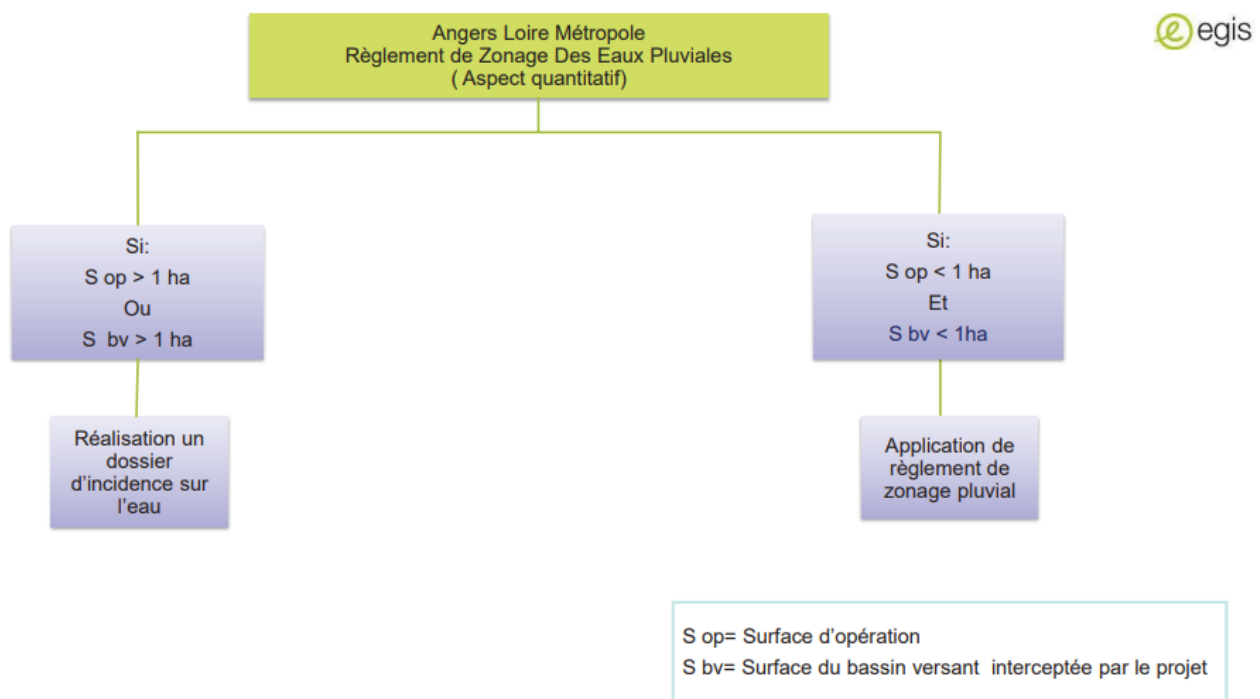 Angers Loire Métropole
Règlement de Zonage Des Eaux Pluviales
( Aspect quantitatif)
egis
Si:
S op > 1 ha
Ou
S bv > 1 ha
Si:
S op < 1 ha
Et
S bv < 1ha
Réalisation un
dossier
d'incidence sur
l'eau
Application de
règlement de
zonage pluvial
S op= Surface d'opération
S bv= Surface du bassin versant interceptée par le projet